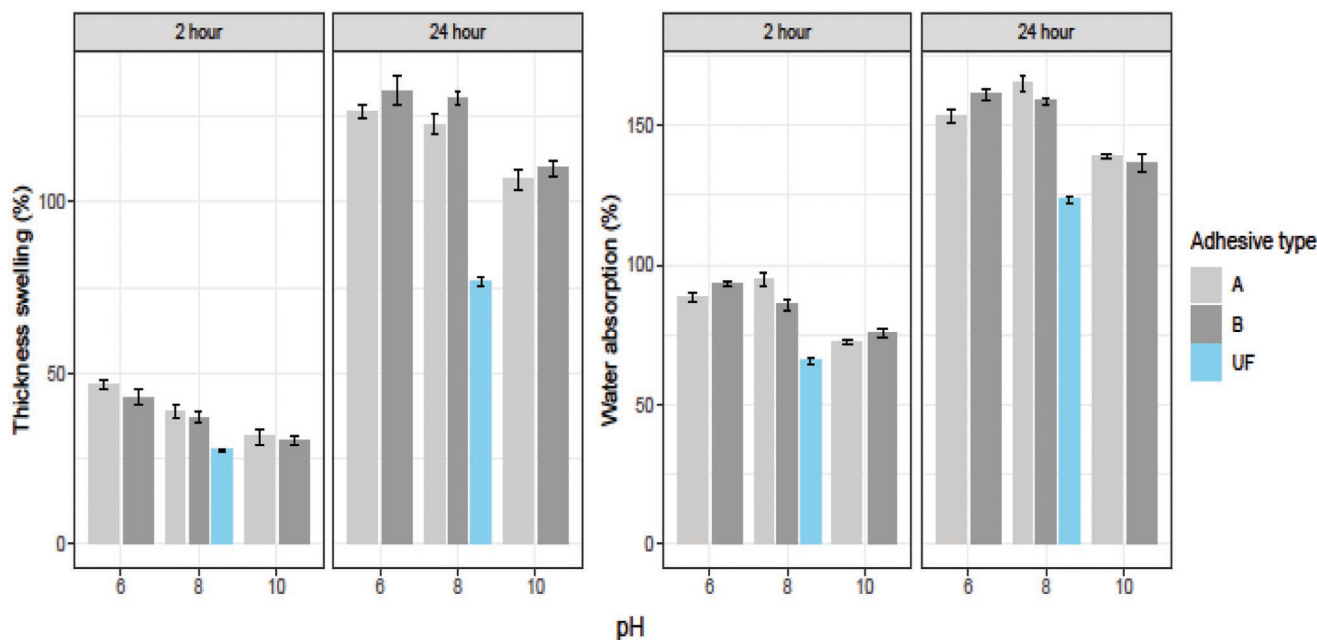 2 hour
24 hour
2 hour
24 hour
Thickness swelling (%)
100
50
0
6
8
10
6
8
10
Water absorption (%)
150
100
50
0
6
8
10
6
8
10
pH
Adhesive type
A
B
UF